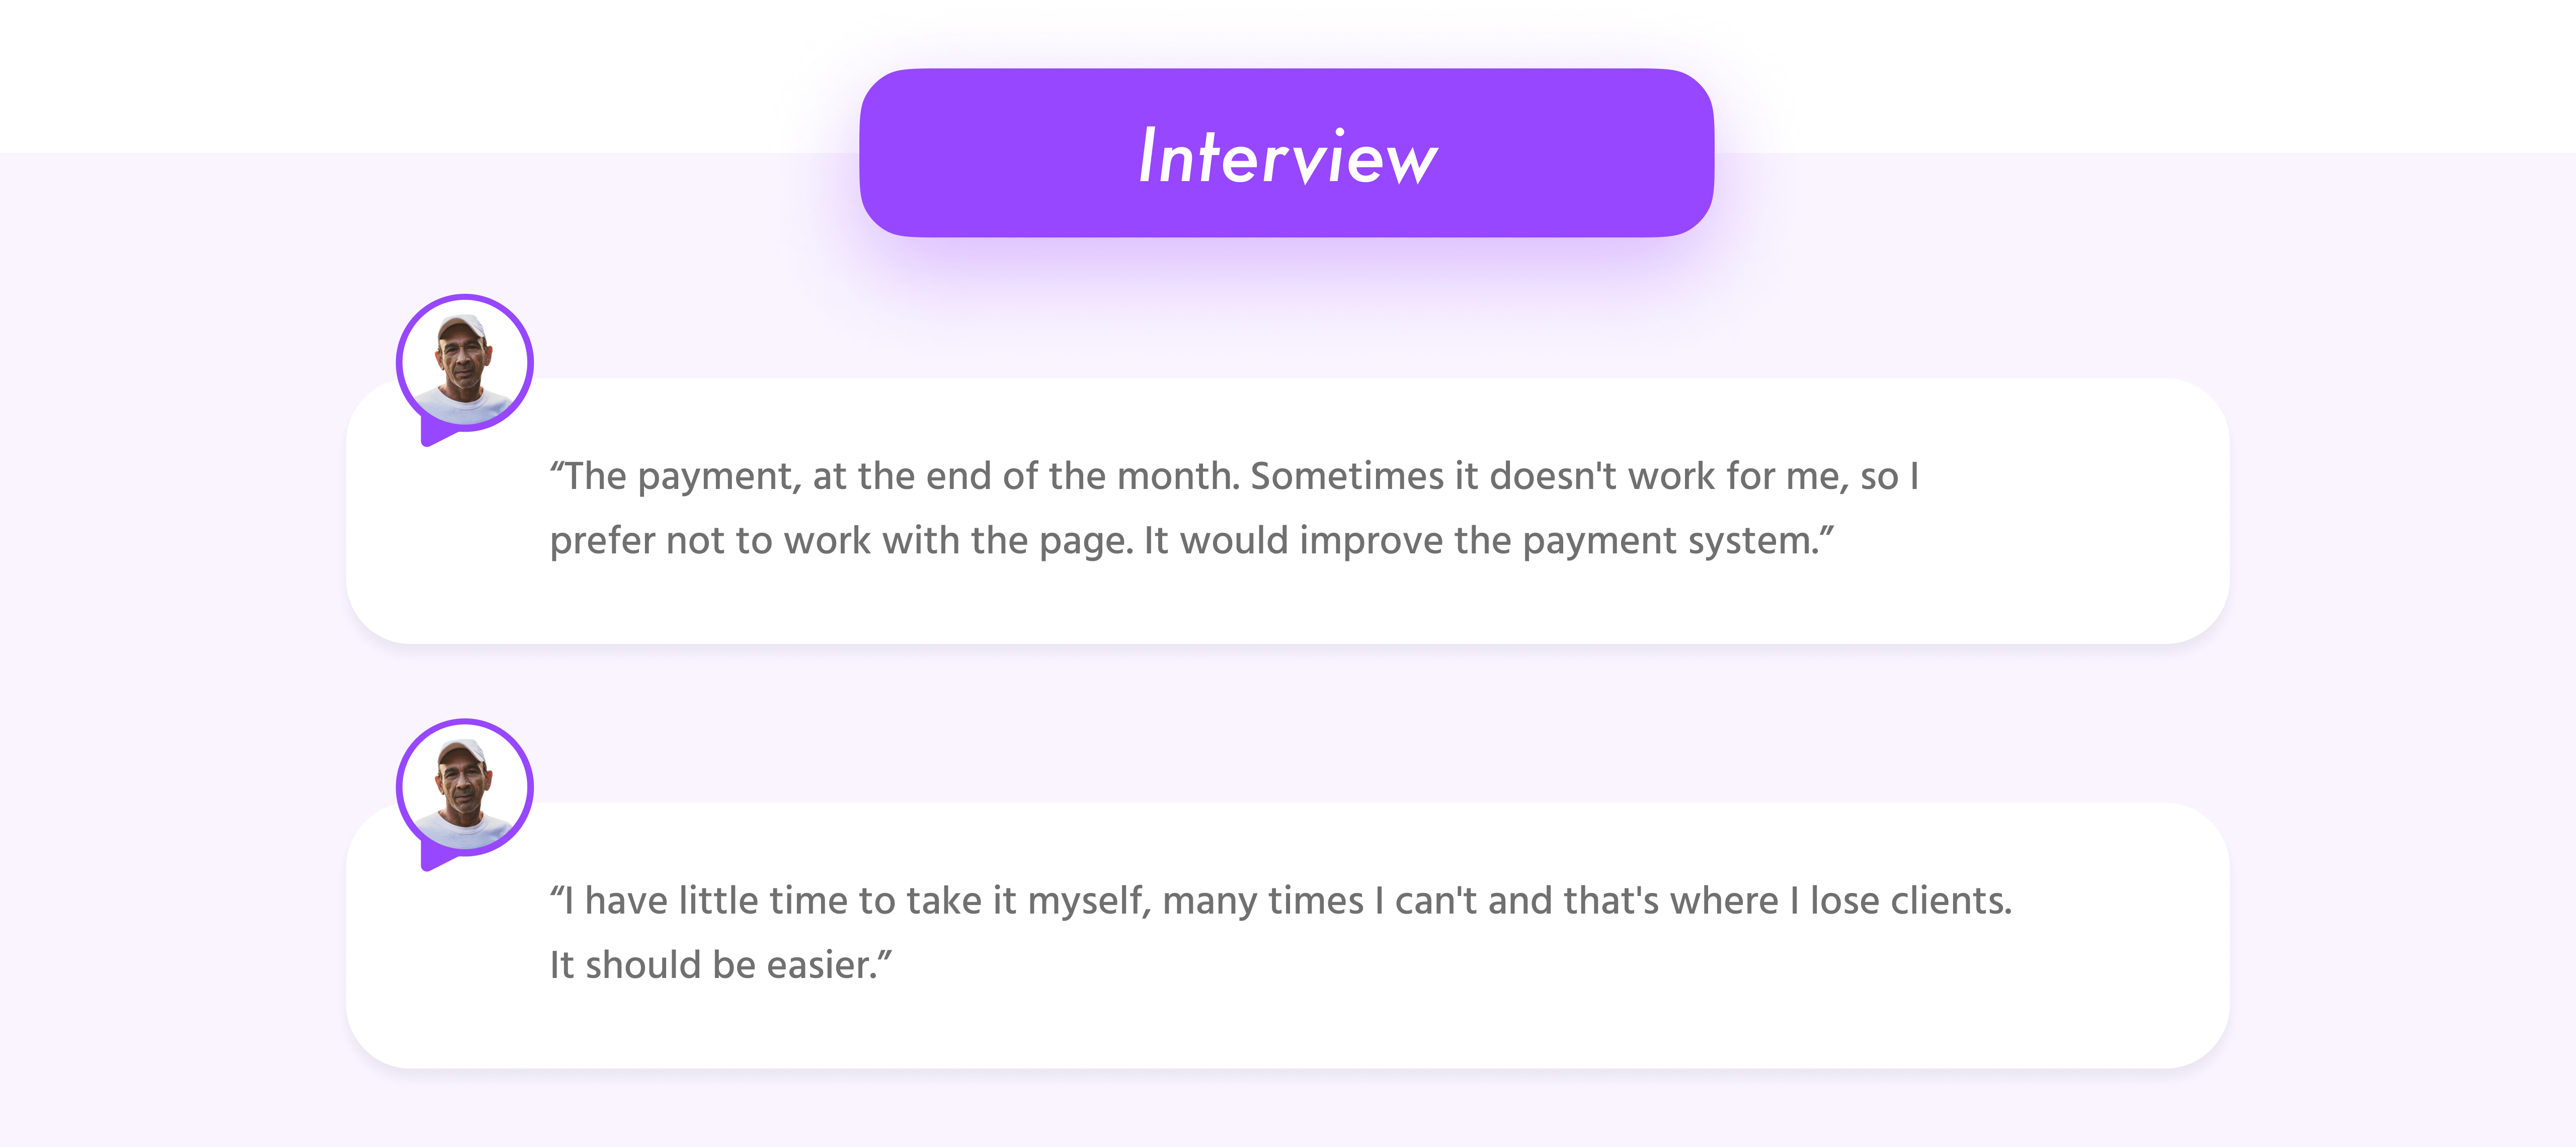 Interview
“The payment, at the end of the month. Sometimes it doesn't work for me, so I
prefer not to work with the page. It would improve the payment system.”
“I have little time to take it myself, many times I can't and that's where I lose clients.
It should be easier.”